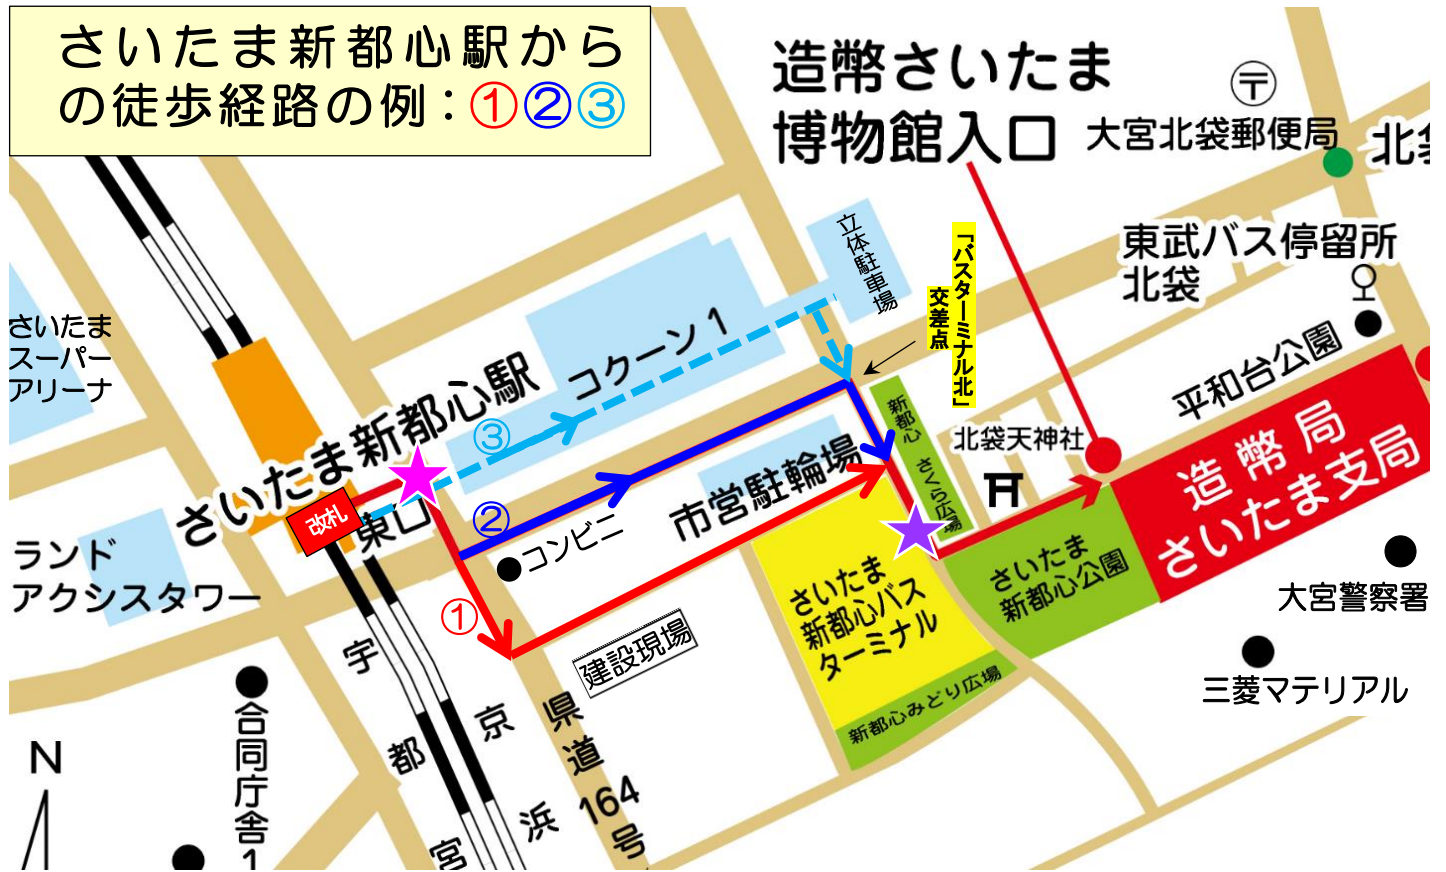 さいたま新都心駅から
の徒歩経路の例：①②③
造幣さいたま
博物館入口
〒
大宮北袋郵便局
北
立体駐車場
「バスターミナル北」
交差点
東武バス停留所
北袋
さいたま
スーパー
アリーナ
コクーン 1
さいたま新都心駅
③
平和台公園
新都心 さくら広場
北袋天神社
造幣局
さいたま支局
改札
東口
②
コンビニ
市営駐輪場
ランド
アクシスタワー
さいたま
新都心バス
ターミナル
さいたま
新都心公園
大宮警察署
①
建設現場
三菱マテリアル
新都心みどり広場
宇都宮
京浜
県道164号
合同庁舎1
N